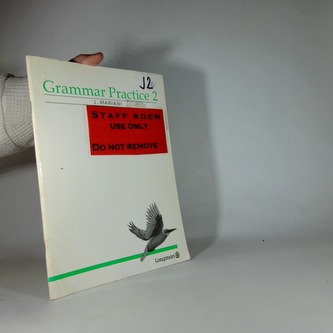 J2
Grammar Practice 2
L. MARIANI
STAFF ROOM
USE ONLY
DO NOT REMOVE
Longman